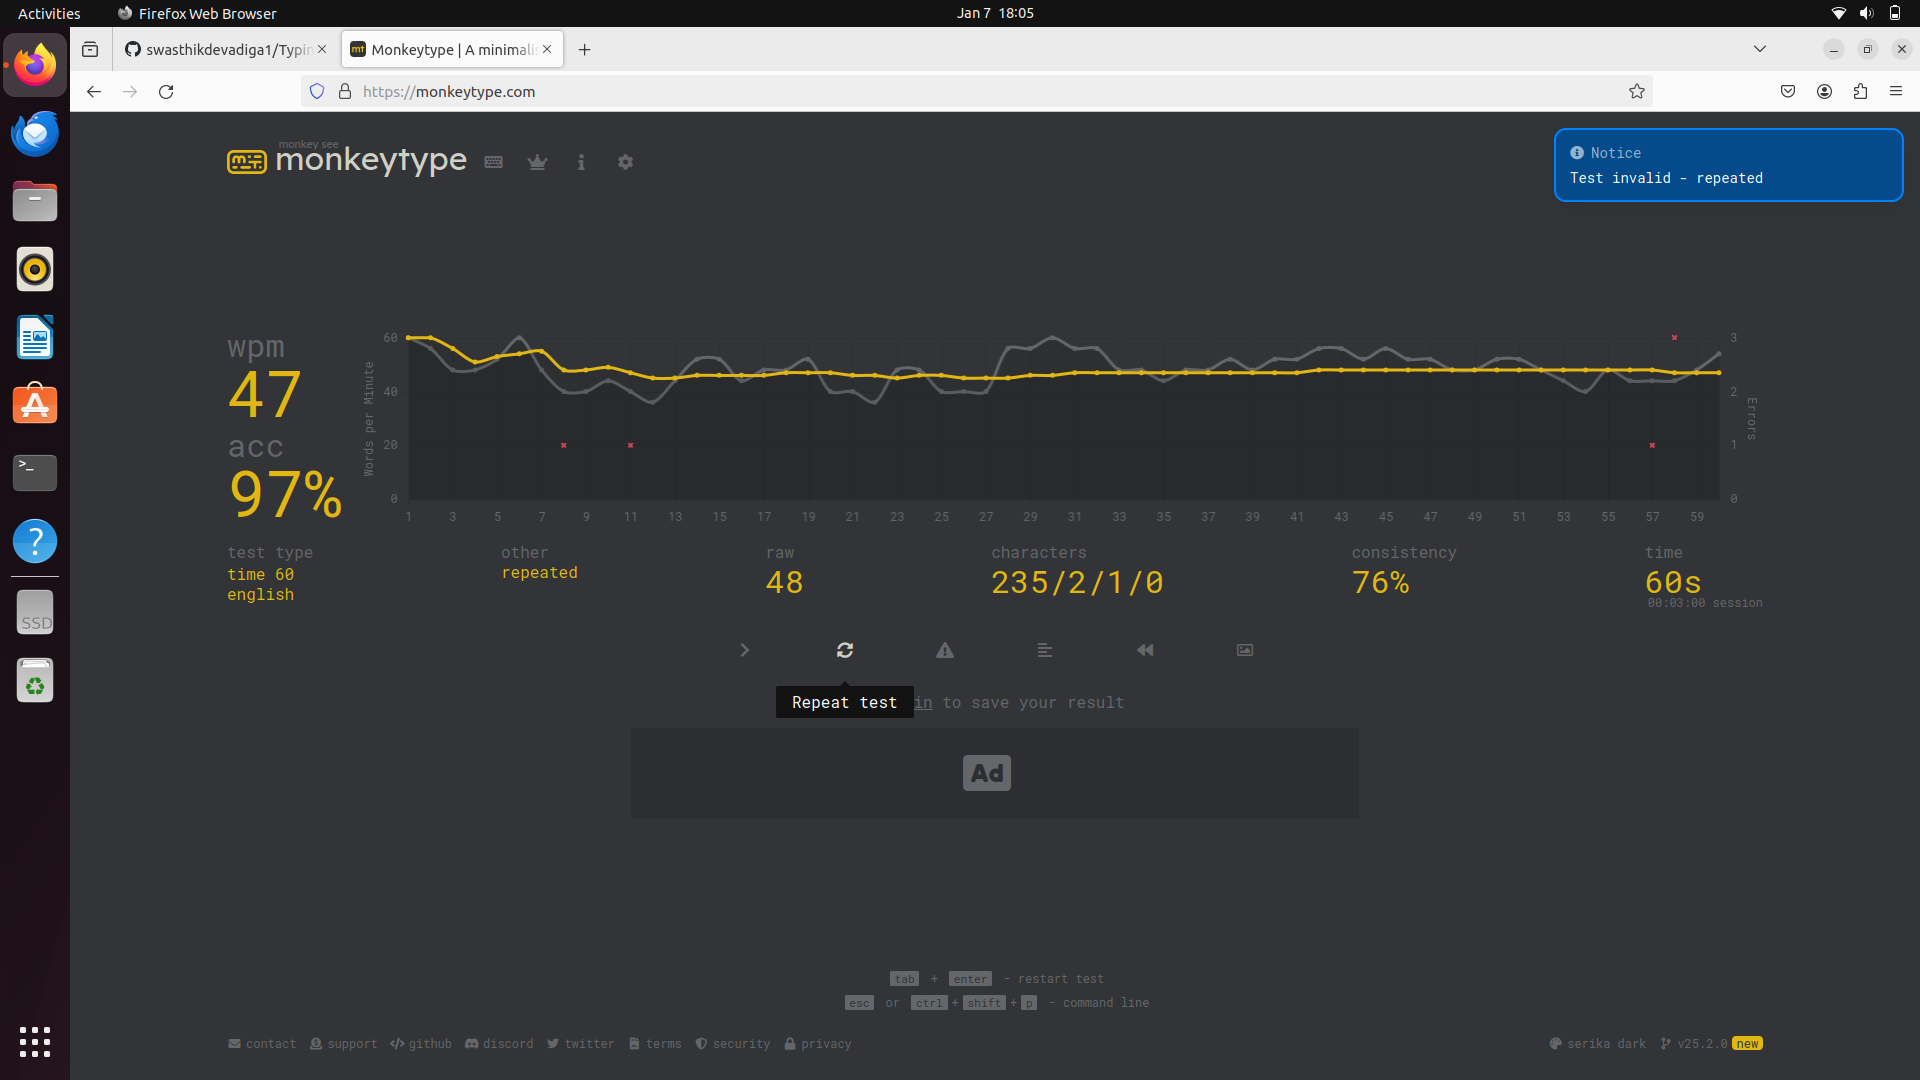 Activities
Firefox Web Browser
Jan 7 18:05
swasthikdevadiga1/Typin
Monkeytype | A minimalis
https://monkeytype.com
monkey see
monkeytype
Notice
Test invalid - repeated
wpm
47
acc
97%
Words per Minute
60
40
20
0
3
2
1
0
Errors
1 3 5 7 9 11 13 15 17 19 21 23 25 27 29 31 33 35 37 39 41 43 45 47 49 51 53 55 57 59
test type
time 60
english
other
repeated
raw
48
characters
235/2/1/0
consistency
76%
time
60s
00:03:00 session
Repeat test
in to save your result
Ad
tab + enter - restart test
esc or ctrl + shift + p - command line
contact support github discord twitter terms security privacy
serika dark v25.2.0 new
SSD